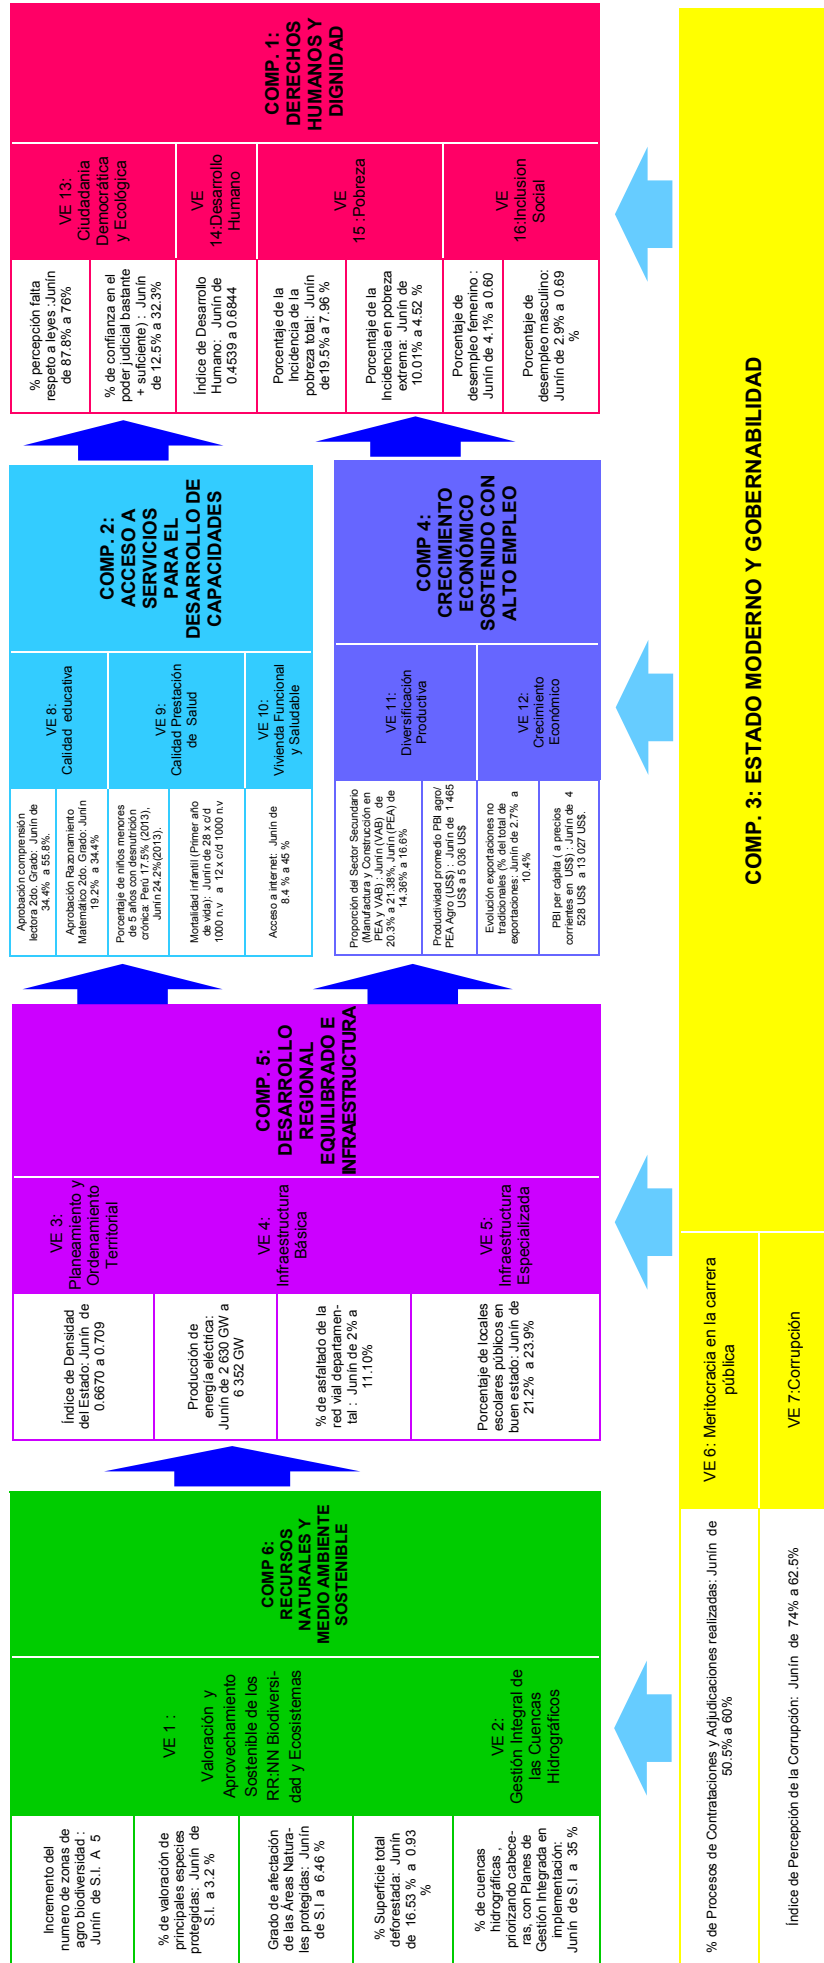 COMP. 1:
DERECHOS
HUMANOS Y
DIGNIDAD
VE 13:
Ciudadania
Democrática
y Ecológica
VE
14:Desarrollo
Humano
VE
15 :Pobreza
VE
16:Inclusion
Social
% percepción falta
respeto a leyes :Junín
de 87.8% a 76%
% de confianza en el
poder judicial bastante
+ suficiente) : Junín
de 12.5% a 32.3%
Índice de Desarrollo
Humano: Junín de
0.4539 a 0.6844
Porcentaje de la
Incidencia de la
pobreza total: Junín
de19.5% a 7.96 %
Porcentaje de la
Incidencia en pobreza
extrema: Junín de
10.01% a 4.52 %
Porcentaje de
desempleo femenino :
Junín de 4.1% a 0.60
Porcentaje de
desempleo masculino:
Junín de 2.9% a 0.69
%
COMP. 2:
ACCESO A
SERVICIOS
PARA EL
DESARROLLO DE
CAPACIDADES
VE 8:
Calidad educativa
VE 9:
Calidad Prestación
de Salud
VE 10:
Vivienda Funcional
y Saludable
Aprobación comprensión
lectora 2do. Grado: Junín de
34.4% a 55.8%.
Aprobación Razonamiento
Matemático 2do. Grado: Junín
19.2% a 34.4%
Porcentaje de niños menores
de 5 años con desnutrición
crónica: Perú 17.5% (2013),
Junín 24.2%(2013).
Mortalidad infantil (Primer año
de vida): Junín de 28 x c/d
1000 n.v a 12 x c/d 1000 n.v
Acceso a internet: Junín de
8.4 % a 45 %
COMP 4:
CRECIMIENTO
ECONÓMICO
SOSTENIDO CON
ALTO EMPLEO
VE 11:
Diversificación
Productiva
VE 12:
Crecimiento
Económico
Proporción del Sector Secundario
(Manufactura y Construcción en
PEA y VAB) : Junín (VAB) de
20.3% a 21.38%, Junín (PEA) de
14.36% a 16.6%
Productividad promedio PBI agro/
PEA Agro (US$) : Junín de 1 465
US$ a 5 036 US$
Evolución exportaciones no
tradicionales (% del total de
exportaciones: Junín de 2.7% a
10.4%
PBI per cápita ( a precios
corrientes en US$) : Junín de 4
528 US$ a 13 027 US$.
COMP. 5:
DESARROLLO
REGIONAL
EQUILIBRADO E
INFRAESTRUCTURA
VE 3:
Planeamiento y
Ordenamiento
Territorial
VE 4:
Infraestructura
Básica
VE 5:
Infraestructura
Especializada
Índice de Densidad
del Estado: Junín de
0.6670 a 0.709
Producción de
energía eléctrica:
Junín de 2 630 GW a
6 352 GW
% de asfaltado de la
red vial departamen-
tal : Junín de 2% a
11.10%
Porcentaje de locales
escolares públicos en
buen estado: Junín de
21.2% a 23.9%
COMP 6:
RECURSOS
NATURALES Y
MEDIO AMBIENTE
SOSTENIBLE
VE 1 :
Valoración y
Aprovechamiento
Sostenible de los
RR:NN Biodiversi-
dad y Ecosistemas
VE 2:
Gestión Integral de
las Cuencas
Hidrográficos
Incremento del
numero de zonas de
agro biodiversidad :
Junín de S.I. A 5
% de valoración de
principales especies
protegidas: Junín de
S.I. a 3.2 %
Grado de afectación
de las Áreas Natura-
les protegidas: Junín
de S.I a 6.46 %
% Superficie total
deforestada: Junín
de 16.53 % a 0.93
%
% de cuencas
hidrográficas ,
priorizando cabece-
ras, con Planes de
Gestión Integrada en
implementación:
Junín de S.I a 35 %
COMP. 3: ESTADO MODERNO Y GOBERNABILIDAD
VE 6: Meritocracia en la carrera
pública
VE 7:Corrupción
% de Procesos de Contrataciones y Adjudicaciones realizadas: Junín de
50.5% a 60%
Índice de Percepción de la Corrupción: Junín de 74% a 62.5%